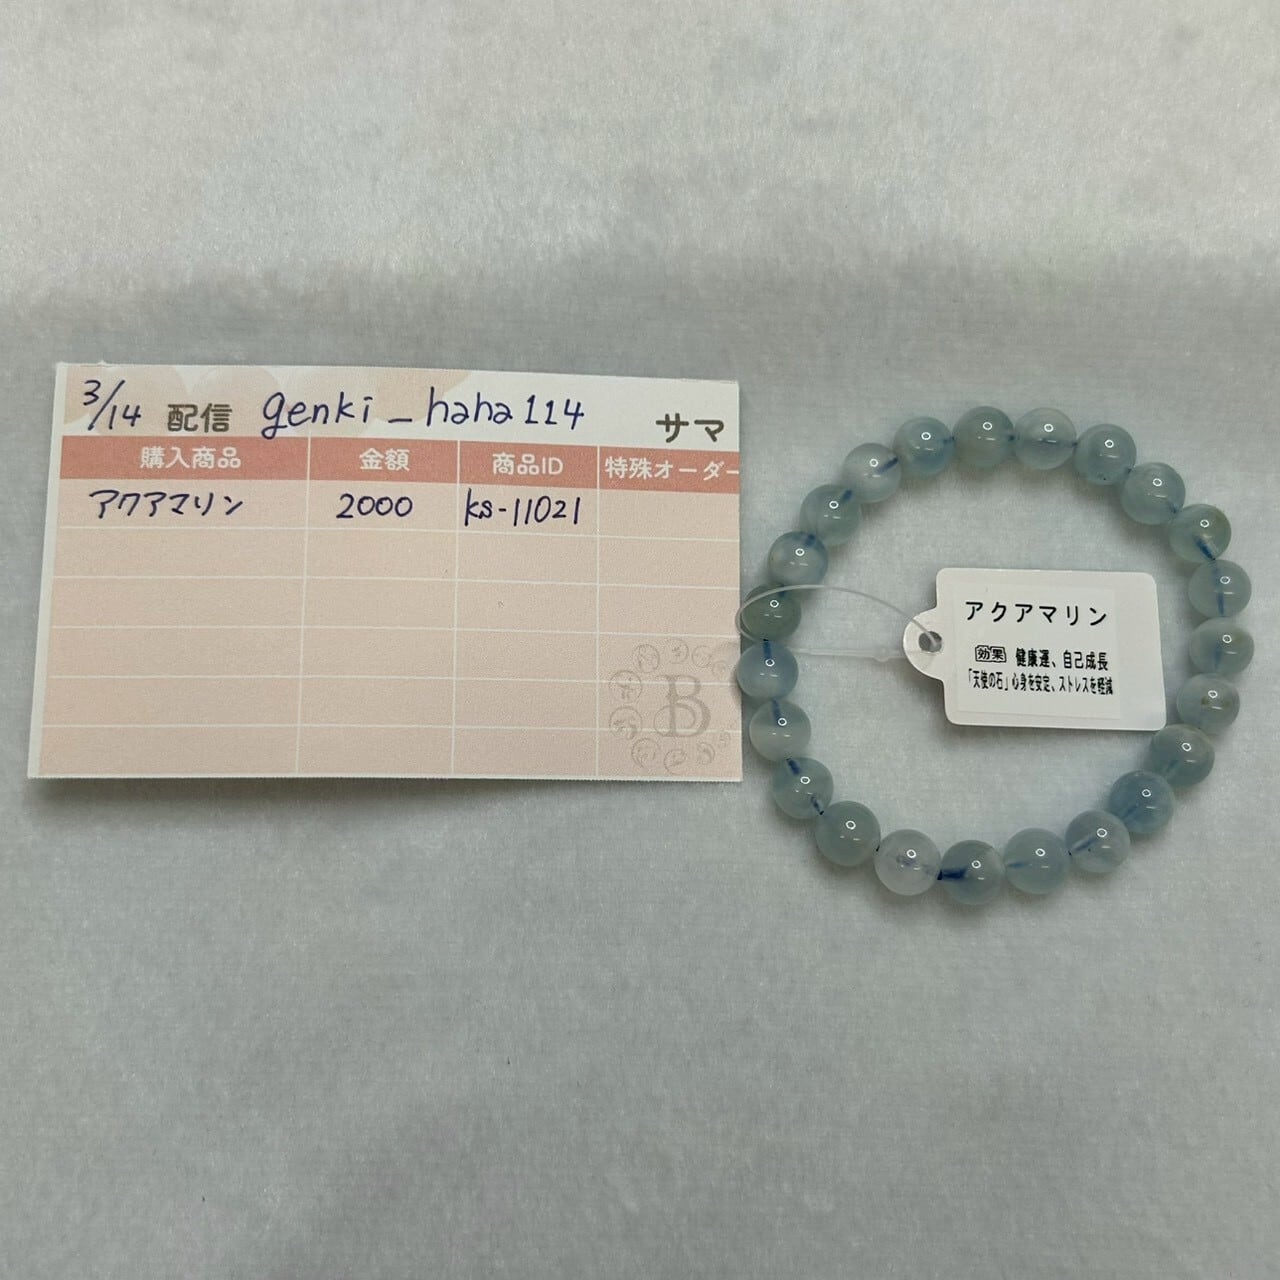 3/14 配信 genki_haha114 サマ
購入商品 金額 商品ID 特殊オーダー
アクアマリン 2000 ks-11021
B
アクアマリン
効果 健康運、自己成長
「天使の石」心身を安定、ストレスを軽減